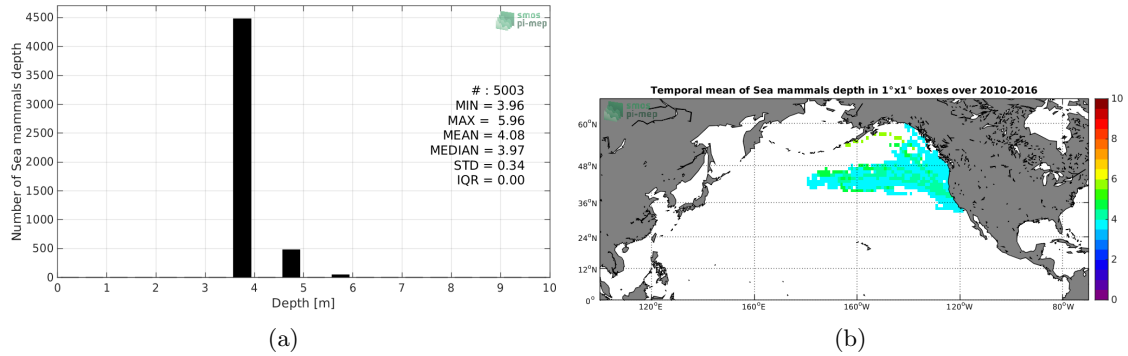 4500
4000
3500
3000
2500
2000
1500
1000
500
0
Number of Sea mammals depth
smos
pi-mep
# : 5003
MIN = 3.96
MAX = 5.96
MEAN = 4.08
MEDIAN = 3.97
STD = 0.34
IQR = 0.00
0 1 2 3 4 5 6 7 8 9 10
Depth [m]
(a)
Temporal mean of Sea mammals depth in 1°x1° boxes over 2010-2016
smos
pi-mep
60°N
48°N
36°N
24°N
12°N
0°
120°E 160°E 160°W 120°W 80°W
10
8
6
4
2
0
(b)